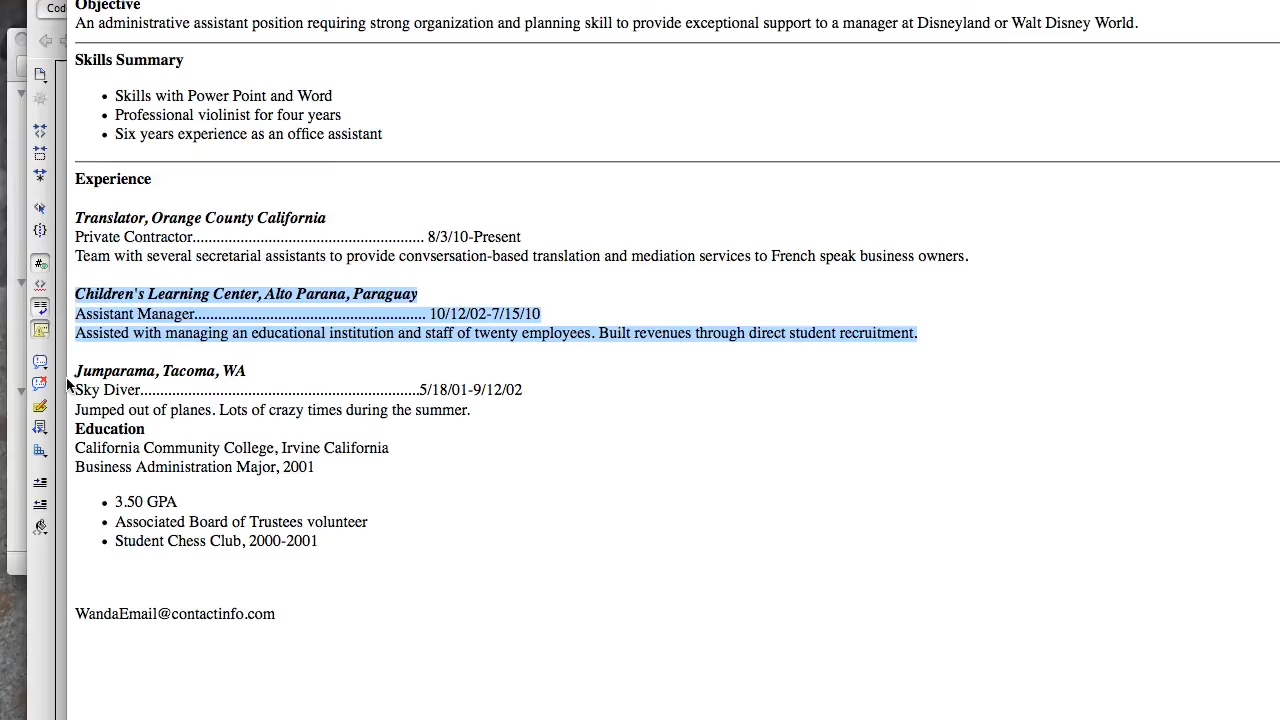 Code
Objective
An administrative assistant position requiring strong organization and planning skill to provide exceptional support to a manager at Disneyland or Walt Disney World.
Skills Summary
• Skills with Power Point and Word
• Professional violinist for four years
• Six years experience as an office assistant
Experience
Translator, Orange County California
Private Contractor.......................................................... 8/3/10-Present
Team with several secretarial assistants to provide convsersation-based translation and mediation services to French speak business owners.
Children's Learning Center, Alto Parana, Paraguay
Assistant Manager.......................................................... 10/12/02-7/15/10
Assisted with managing an educational institution and staff of twenty employees. Built revenues through direct student recruitment.
Jumparama, Tacoma, WA
Sky Diver......................................................................5/18/01-9/12/02
Jumped out of planes. Lots of crazy times during the summer.
Education
California Community College, Irvine California
Business Administration Major, 2001
• 3.50 GPA
• Associated Board of Trustees volunteer
• Student Chess Club, 2000-2001
WandaEmail@contactinfo.com